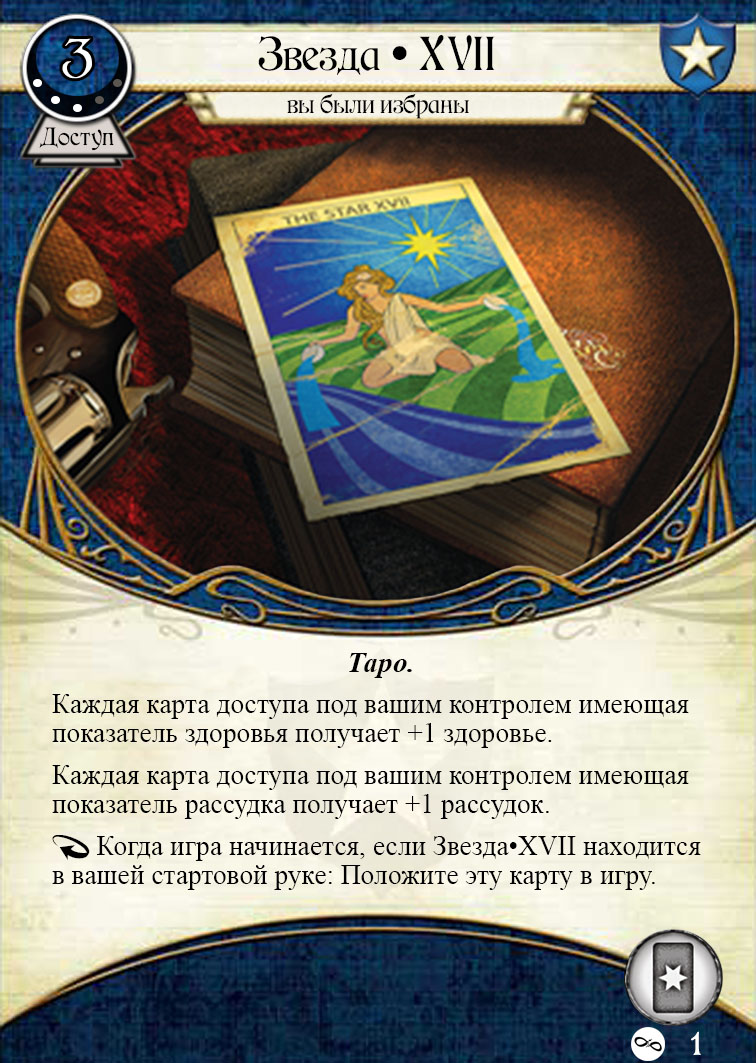 3
Звезда • XVII
Доступ
вы были избраны
THE STAR XVII
Таро.
Каждая карта доступа под вашим контролем имеющая
показатель здоровья получает +1 здоровье.
Каждая карта доступа под вашим контролем имеющая
показатель рассудка получает +1 рассудок.
Когда игра начинается, если Звезда•XVII находится
в вашей стартовой руке: Положите эту карту в игру.
1